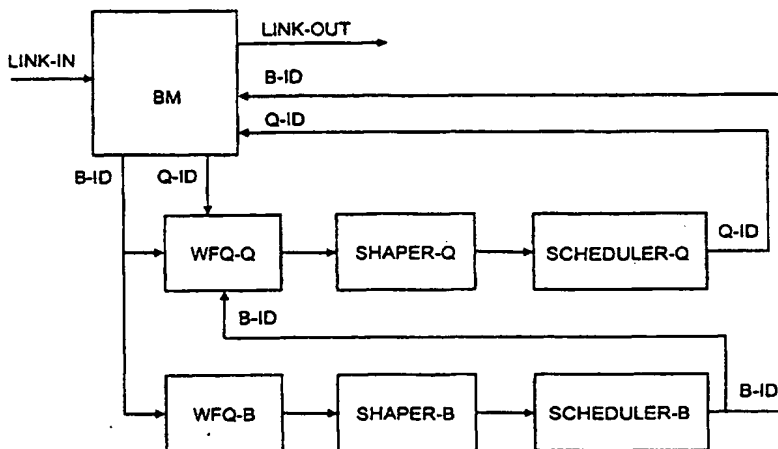 LINK-OUT
LINK-IN
B-ID
BM
Q-ID
B-ID
Q-ID
WFQ-Q
SHAPER-Q
SCHEDULER-Q
Q-ID
B-ID
WFQ-B
SHAPER-B
SCHEDULER-B
B-ID